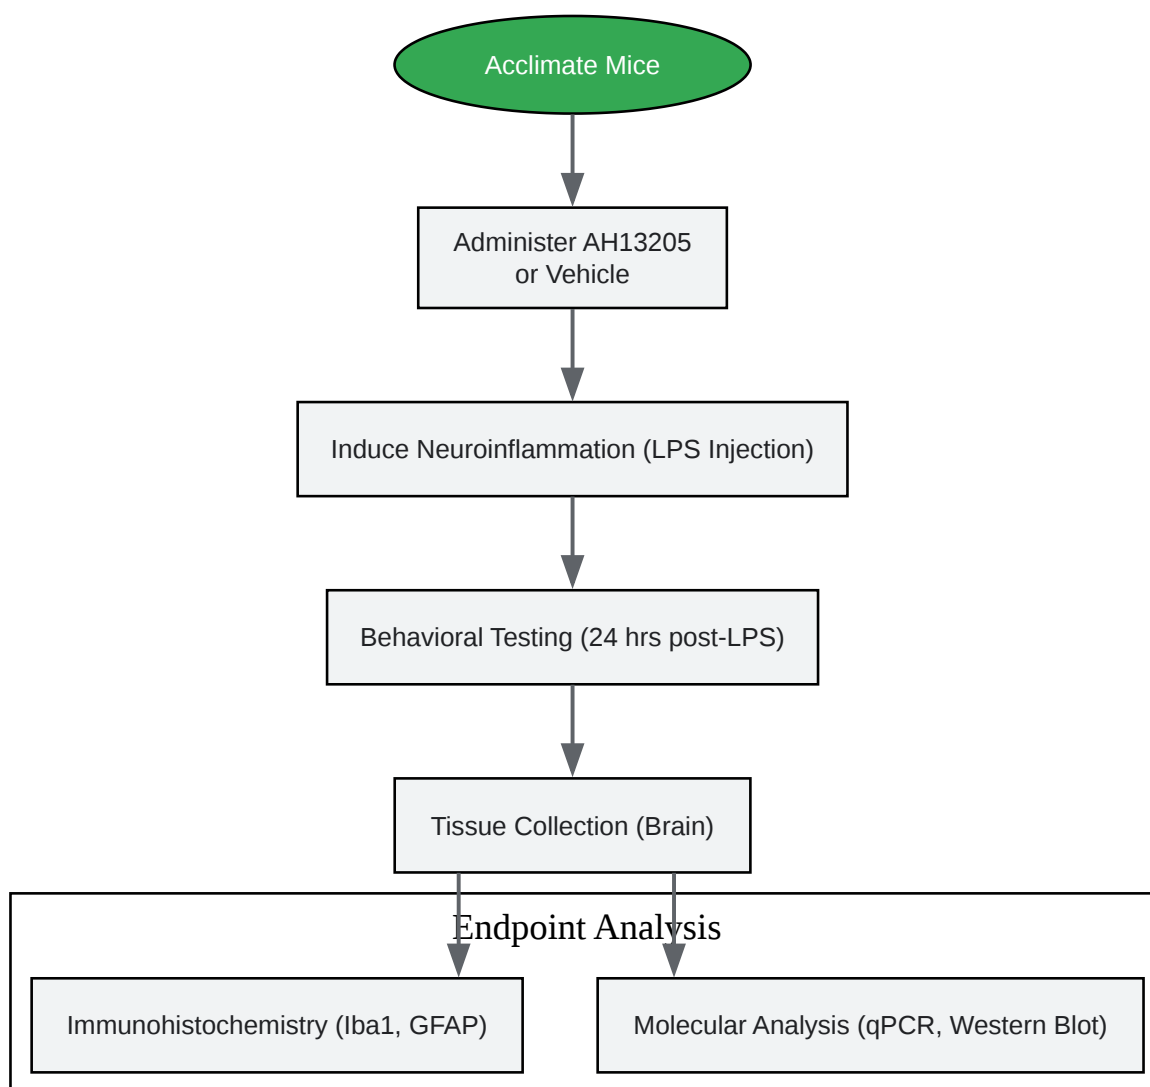 Acclimate Mice
Administer AH13205
or Vehicle
Induce Neuroinflammation (LPS Injection)
Behavioral Testing (24 hrs post-LPS)
Tissue Collection (Brain)
Endpoint Analysis
Immunohistochemistry (Iba1, GFAP)
Molecular Analysis (qPCR, Western Blot)